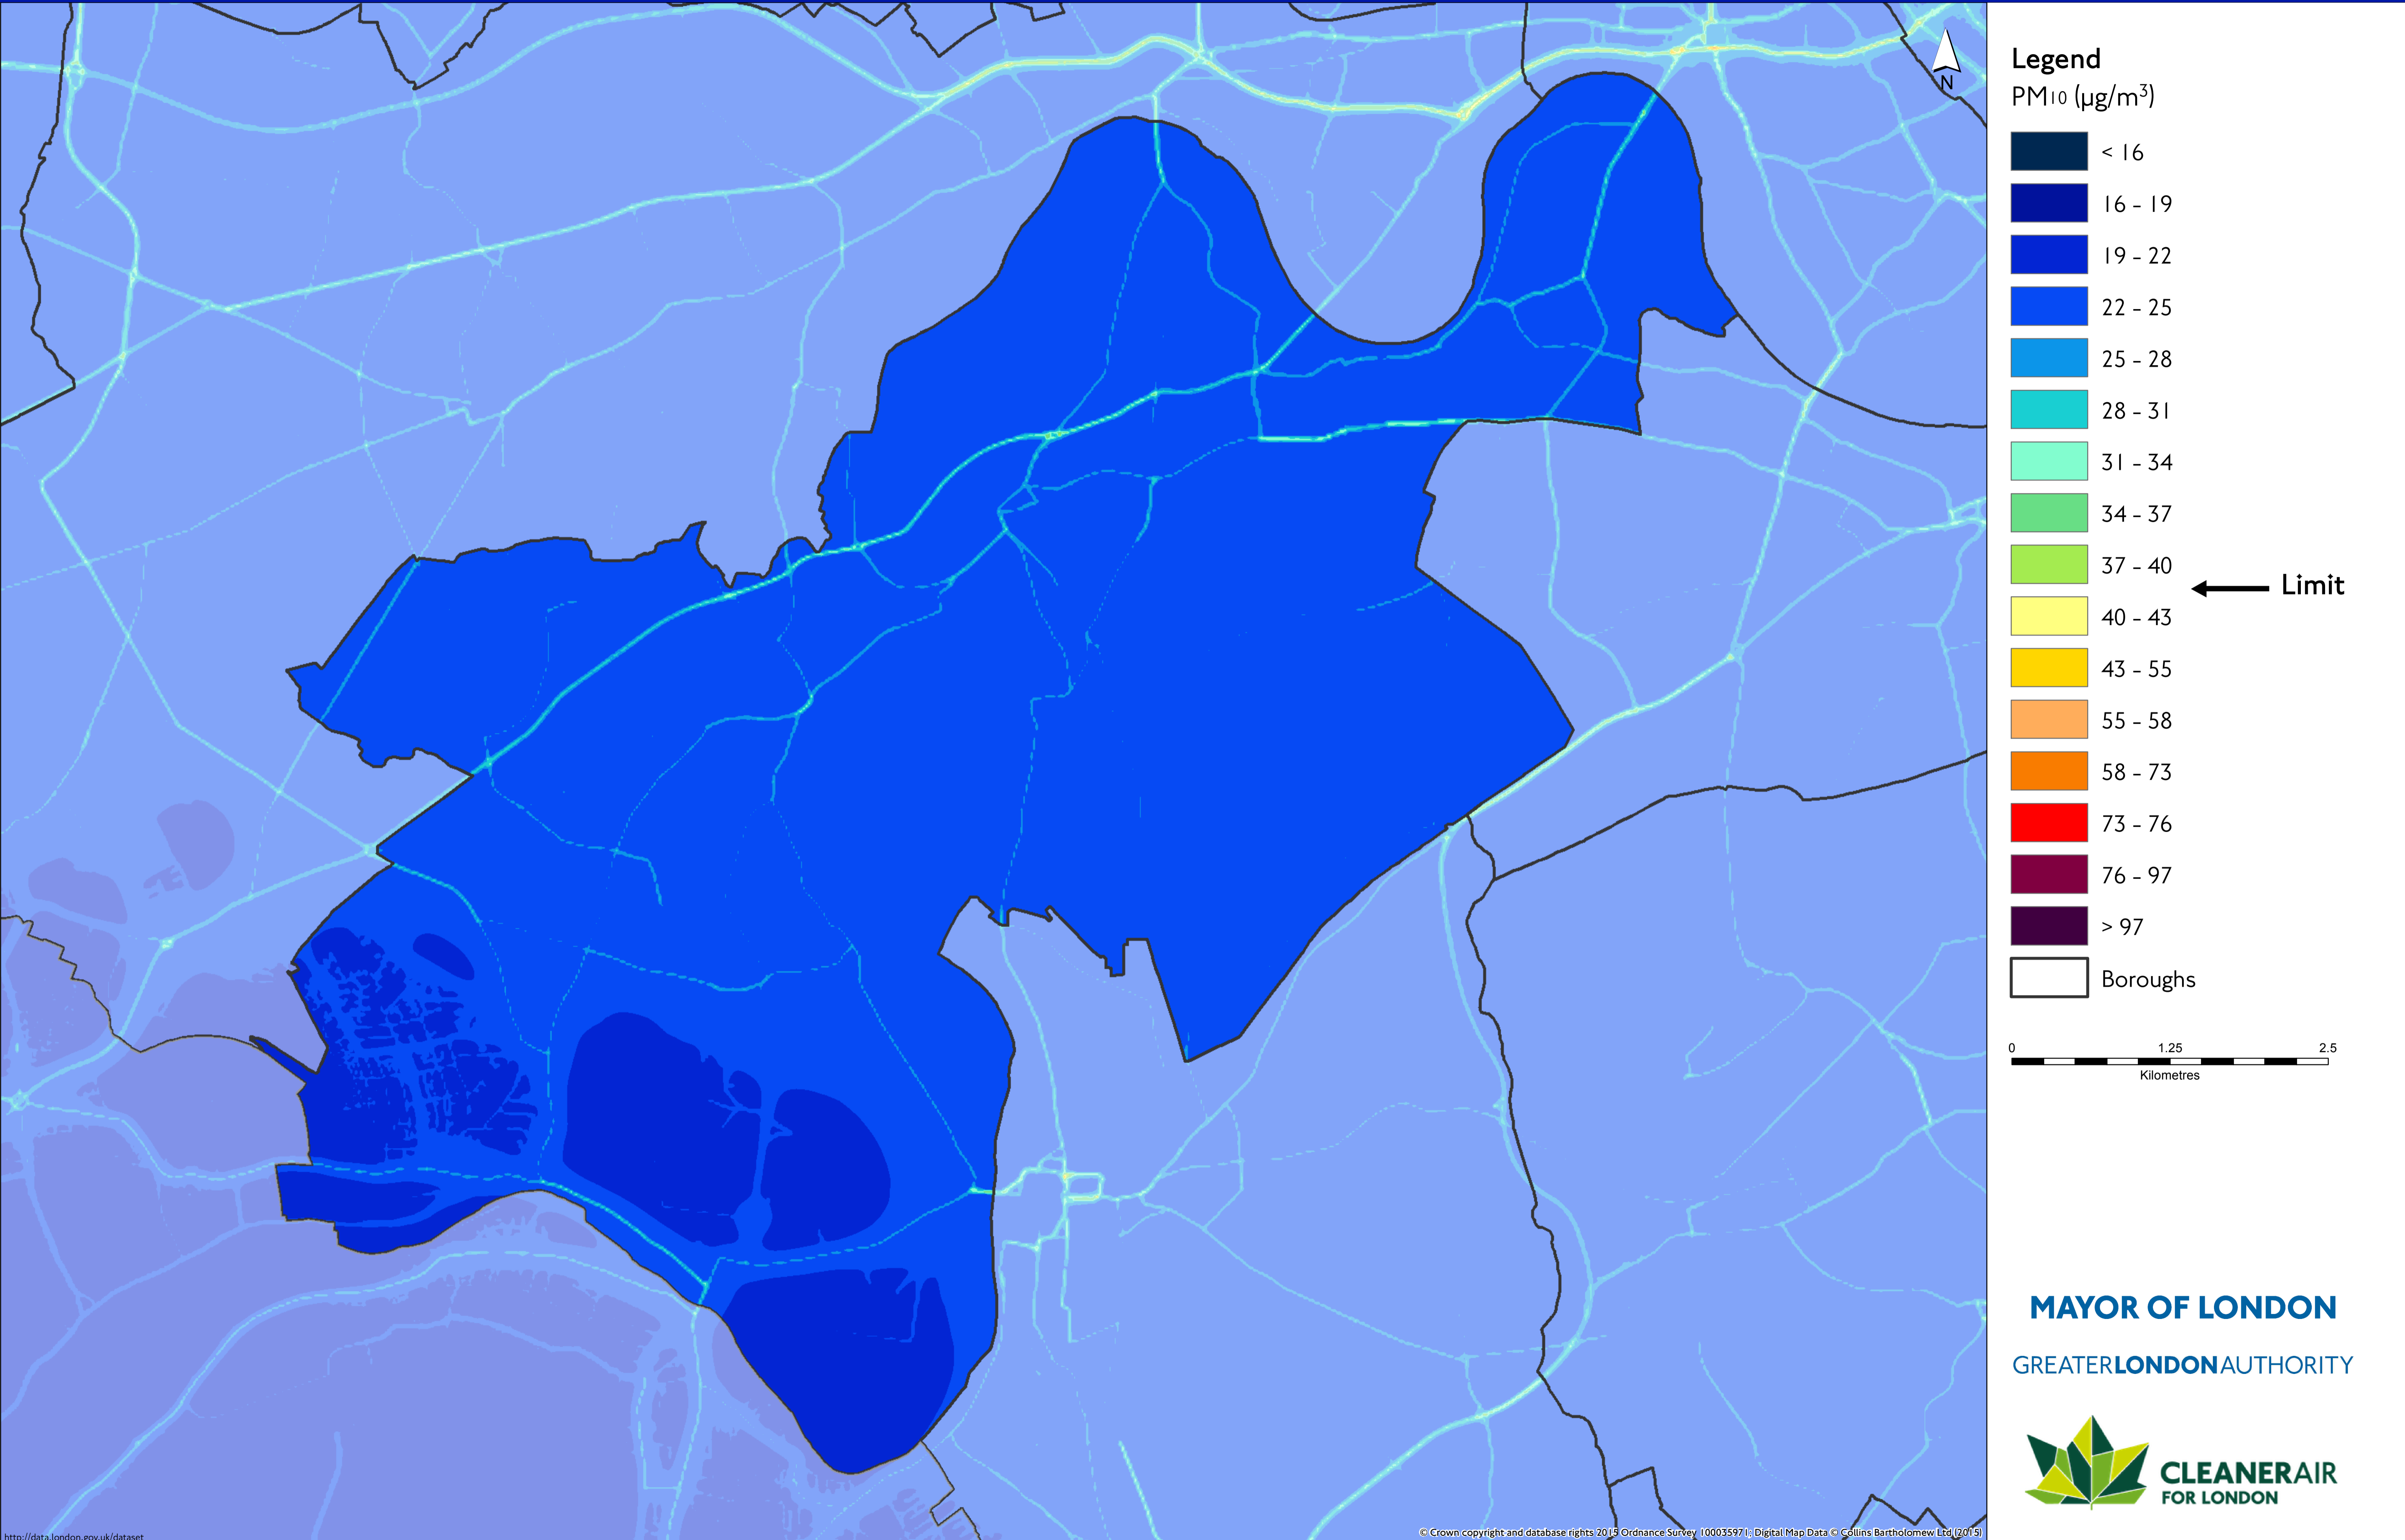 N
Legend
PM10 (µg/m3)
< 16
16 - 19
19 - 22
22 - 25
25 - 28
28 - 31
31 - 34
34 - 37
37 - 40
Limit
40 - 43
43 - 55
55 - 58
58 - 73
73 - 76
76 - 97
> 97
Boroughs
0 1.25 2.5
Kilometres
MAYOR OF LONDON
GREATERLONDONAUTHORITY
CLEANERAIR
FOR LONDON
http://data.london.gov.uk/dataset
© Crown copyright and database rights 2015 Ordnance Survey 100035971; Digital Map Data © Collins Bartholomew Ltd (2015)